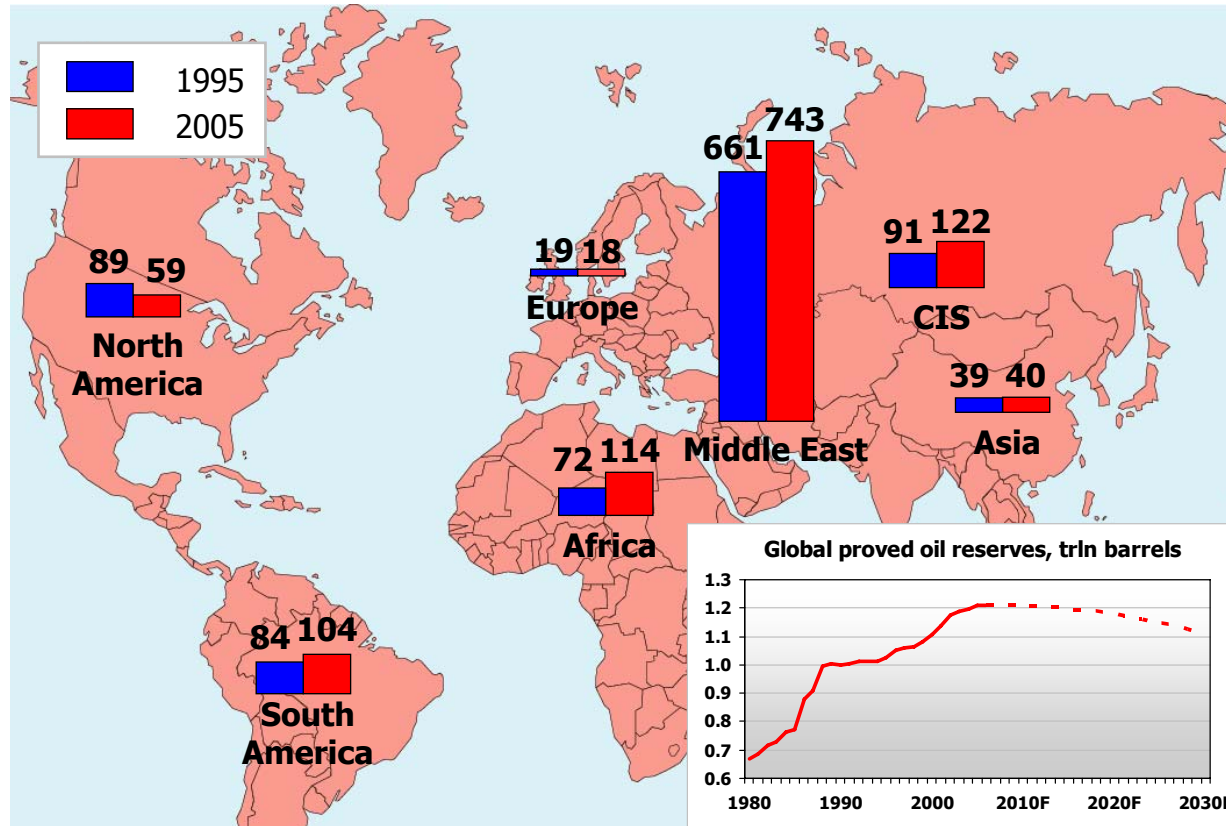 1995
2005
743
661
91 122
19 18
89 59
Europe
CIS
North
America
39 40
Asia
Middle East
72 114
Africa
84 104
South
America
Global proved oil reserves, trln barrels
1.3
1.2
1.1
1.0
0.9
0.8
0.7
0.6
1980 1990 2000 2010F 2020F